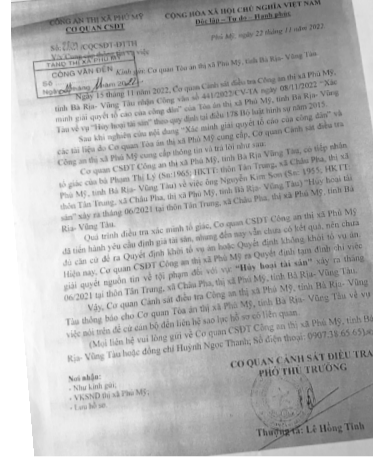 CÔNG AN THỊ XÃ PHÚ MỸ
CƠ QUAN CSĐT
CỘNG HÒA XÃ HỘI CHỦ NGHĨA VIỆT NAM
Độc lập - Tự do - Hạnh phúc
/CQCSĐT-ĐTTH
Phú Mỹ, ngày 22 tháng 11 năm 2022
TAND THỊ XÃ PHÚ MỸ
CÔNG VĂN ĐẾN
Số
Ngày tháng năm
Kính gửi: Cơ quan Tòa án thị xã Phú Mỹ, tỉnh Bà Rịa- Vũng Tàu
Ngày 15 tháng 11 năm 2022, Cơ quan Cảnh sát điều tra Công an thị xã Phú Mỹ,
tỉnh Bà Rịa- Vũng Tàu nhận Công văn số 441/2022/CV-TA ngày 08/11/2022 "Xác
minh giải quyết tố cáo của công dân" của Tòa án thị xã Phú Mỹ, tỉnh Bà Rịa- Vũng
Tàu về vụ "Hủy hoại tài sản" theo quy định tại điều 178 Bộ luật hình sự năm 2015.
Sau khi nghiên cứu nội dung "Xác minh giải quyết tố cáo của công dân" và
các tài liệu do Cơ quan Tòa án thị xã Phú Mỹ cung cấp, Cơ quan Cảnh sát điều tra
Công an thị xã Phú Mỹ cung cấp thông tin và trả lời như sau:
Cơ quan CSĐT Công an thị xã Phú Mỹ, tỉnh Bà Rịa Vũng Tàu, có tiếp nhận
tố giác của bà Phạm Thị Lý (Sn:1965; HKTT: thôn Tân Trung, xã Châu Pha, thị xã
Phú Mỹ, tỉnh Bà Rịa- Vũng Tàu) về việc ông Nguyễn Kim Sơn (Sn: 1955, HKTT:
thôn Tân Trung, xã Châu Pha, thị xã Phú Mỹ, tỉnh Bà Rịa- Vũng Tàu) "Hủy hoại tài
sản" xảy ra tháng 06/2021 tại thôn Tân Trung, xã Châu Pha, thị xã Phú Mỹ, tỉnh Bà
Rịa- Vũng Tàu.
Quá trình điều tra xác minh tố giác, Cơ quan CSĐT Công an thị xã Phú Mỹ
đã tiến hành yêu cầu định giá tài sản, nhưng đến nay vẫn chưa có kết quả, nên chưa
đủ căn cứ để ra Quyết định khởi tố vụ án hoặc Quyết định không khởi tố vụ án.
Hiện nay, Cơ quan CSĐT Công an thị xã Phú Mỹ ra Quyết định tạm đình chỉ việc
giải quyết nguồn tin về tội phạm đối với vụ "Hủy hoại tài sản" xảy ra tháng
06/2021 tại thôn Tân Trung, xã Châu Pha, thị xã Phú Mỹ, tỉnh Bà Rịa- Vũng Tàu.
Vậy, Cơ quan Cảnh sát điều tra Công an thị xã Phú Mỹ, tỉnh Bà Rịa- Vũng
Tàu thông báo cho Cơ quan Tòa án thị xã Phú Mỹ, tỉnh Bà Rịa- Vũng Tàu về vụ
việc nói trên để cử cán bộ đến liên hệ sao lục hồ sơ có liên quan.
(Mọi liên hệ vui lòng gửi về Cơ quan CSĐT Công an thị xã Phú Mỹ, tỉnh Bà
Rịa- Vũng Tàu hoặc đồng chí Huỳnh Ngọc Thanh; Số điện thoại: 0907.38.65.65)
Nơi nhận:
- Như kính gửi;
- VKSND thị xã Phú Mỹ;
- Lưu hồ sơ.
CƠ QUAN CẢNH SÁT ĐIỀU TRA
PHÓ THỦ TRƯỞNG
Thượng tá: Lê Hồng Tình